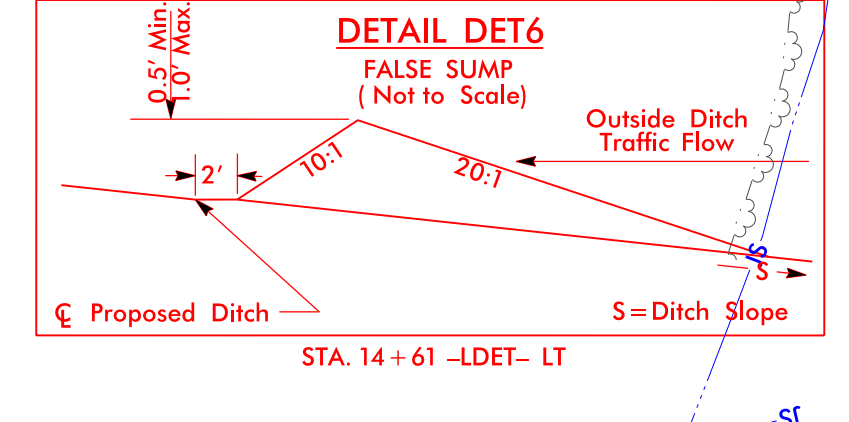 DETAIL DET6
FALSE SUMP
( Not to Scale)
0.5' Min.
1.0' Max.
Outside Ditch
Traffic Flow
10:1
20:1
2'
S
℄ Proposed Ditch
S=Ditch Slope
STA. 14+61 –LDET– LT